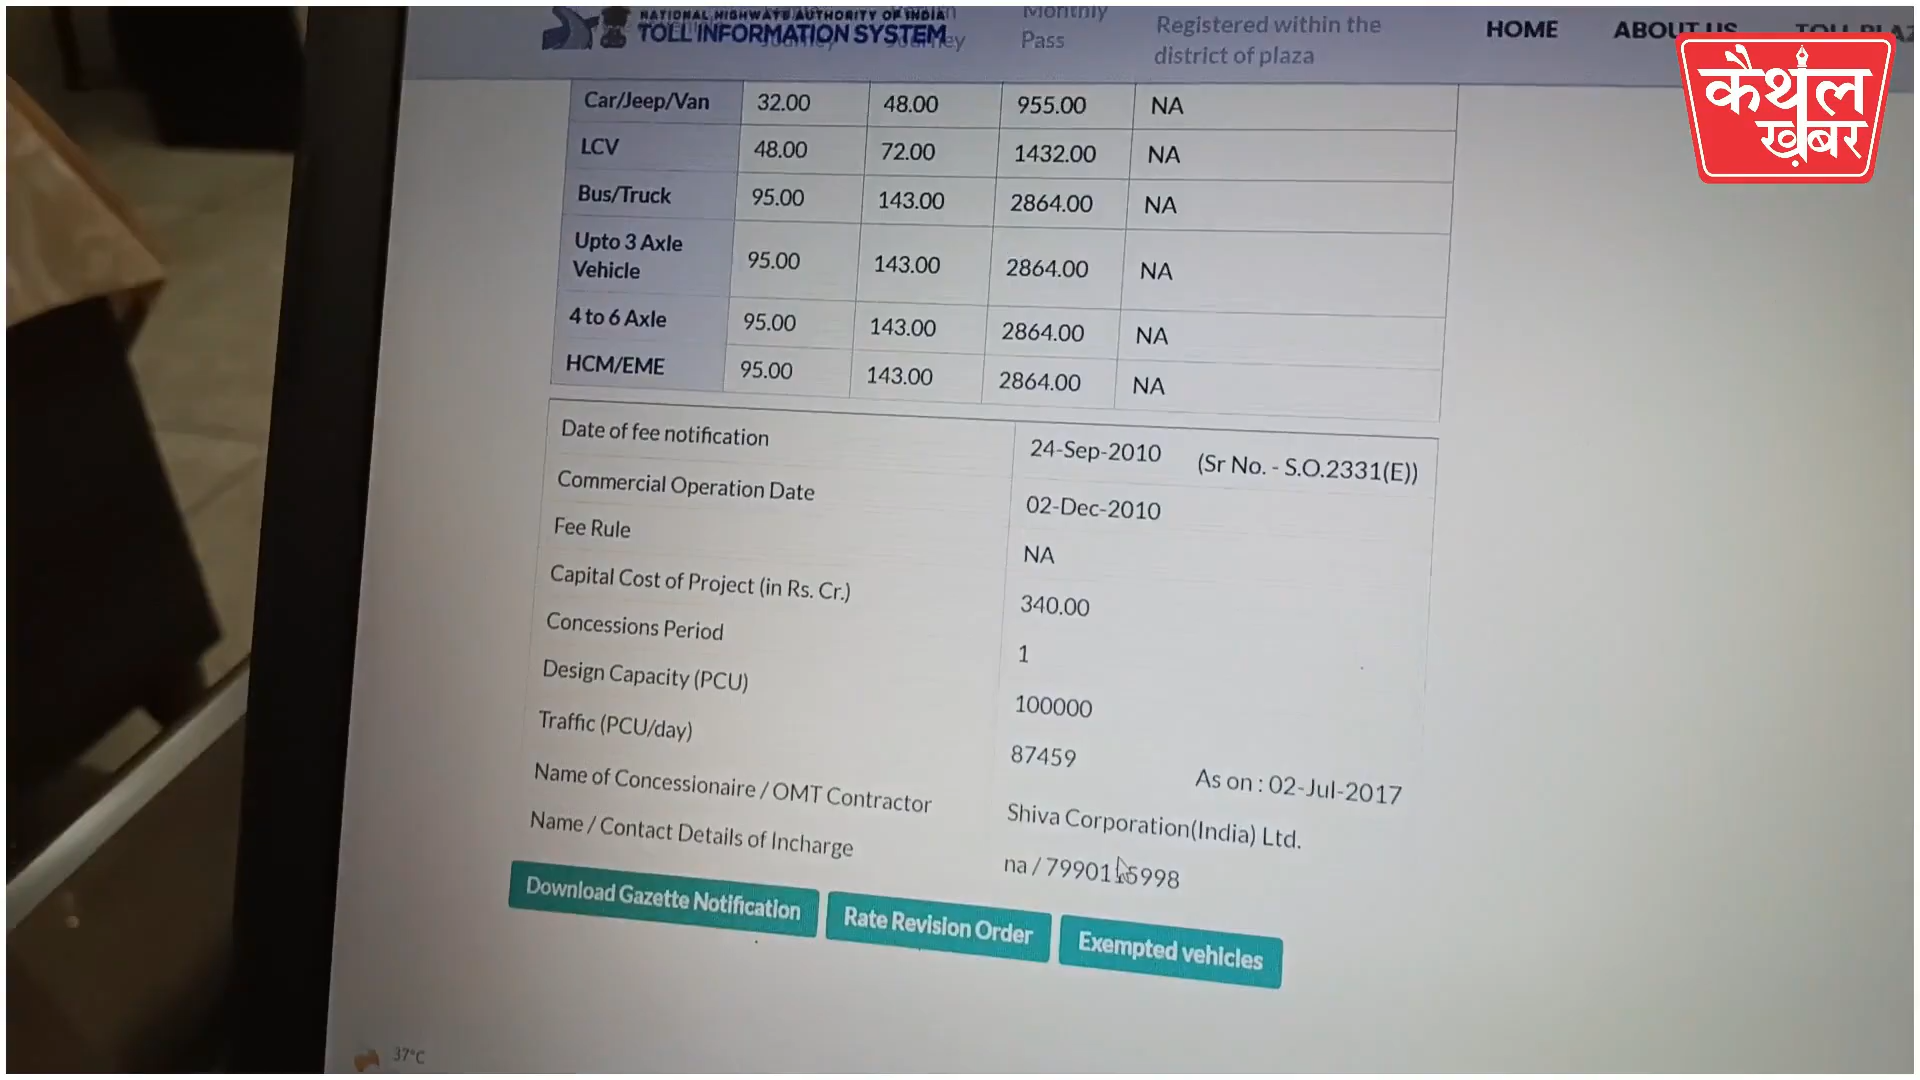 NATIONAL HIGHWAYS AUTHORITY OF INDIA
TOLL INFORMATION SYSTEM
Monthly
Pass
Registered within the
district of plaza
HOME ABOUT US TOLL PLAZ
कैथल
ख़बर
Car/Jeep/Van 32.00 48.00 955.00 NA
LCV 48.00 72.00 1432.00 NA
Bus/Truck 95.00 143.00 2864.00 NA
Upto 3 Axle
Vehicle 95.00 143.00 2864.00 NA
4 to 6 Axle 95.00 143.00 2864.00 NA
HCM/EME 95.00 143.00 2864.00 NA
Date of fee notification 24-Sep-2010 (Sr No. - S.O.2331(E))
Commercial Operation Date 02-Dec-2010
Fee Rule NA
Capital Cost of Project (in Rs. Cr.) 340.00
Concessions Period 1
Design Capacity (PCU) 100000
Traffic (PCU/day) 87459 As on : 02-Jul-2017
Name of Concessionaire / OMT Contractor Shiva Corporation(India) Ltd.
Name / Contact Details of Incharge na /
Download Gazette Notification Rate Revision Order Exempted vehicles
37°C